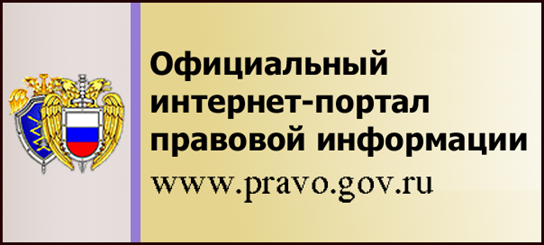 Официальный
интернет-портал
правовой информации
www.pravo.gov.ru